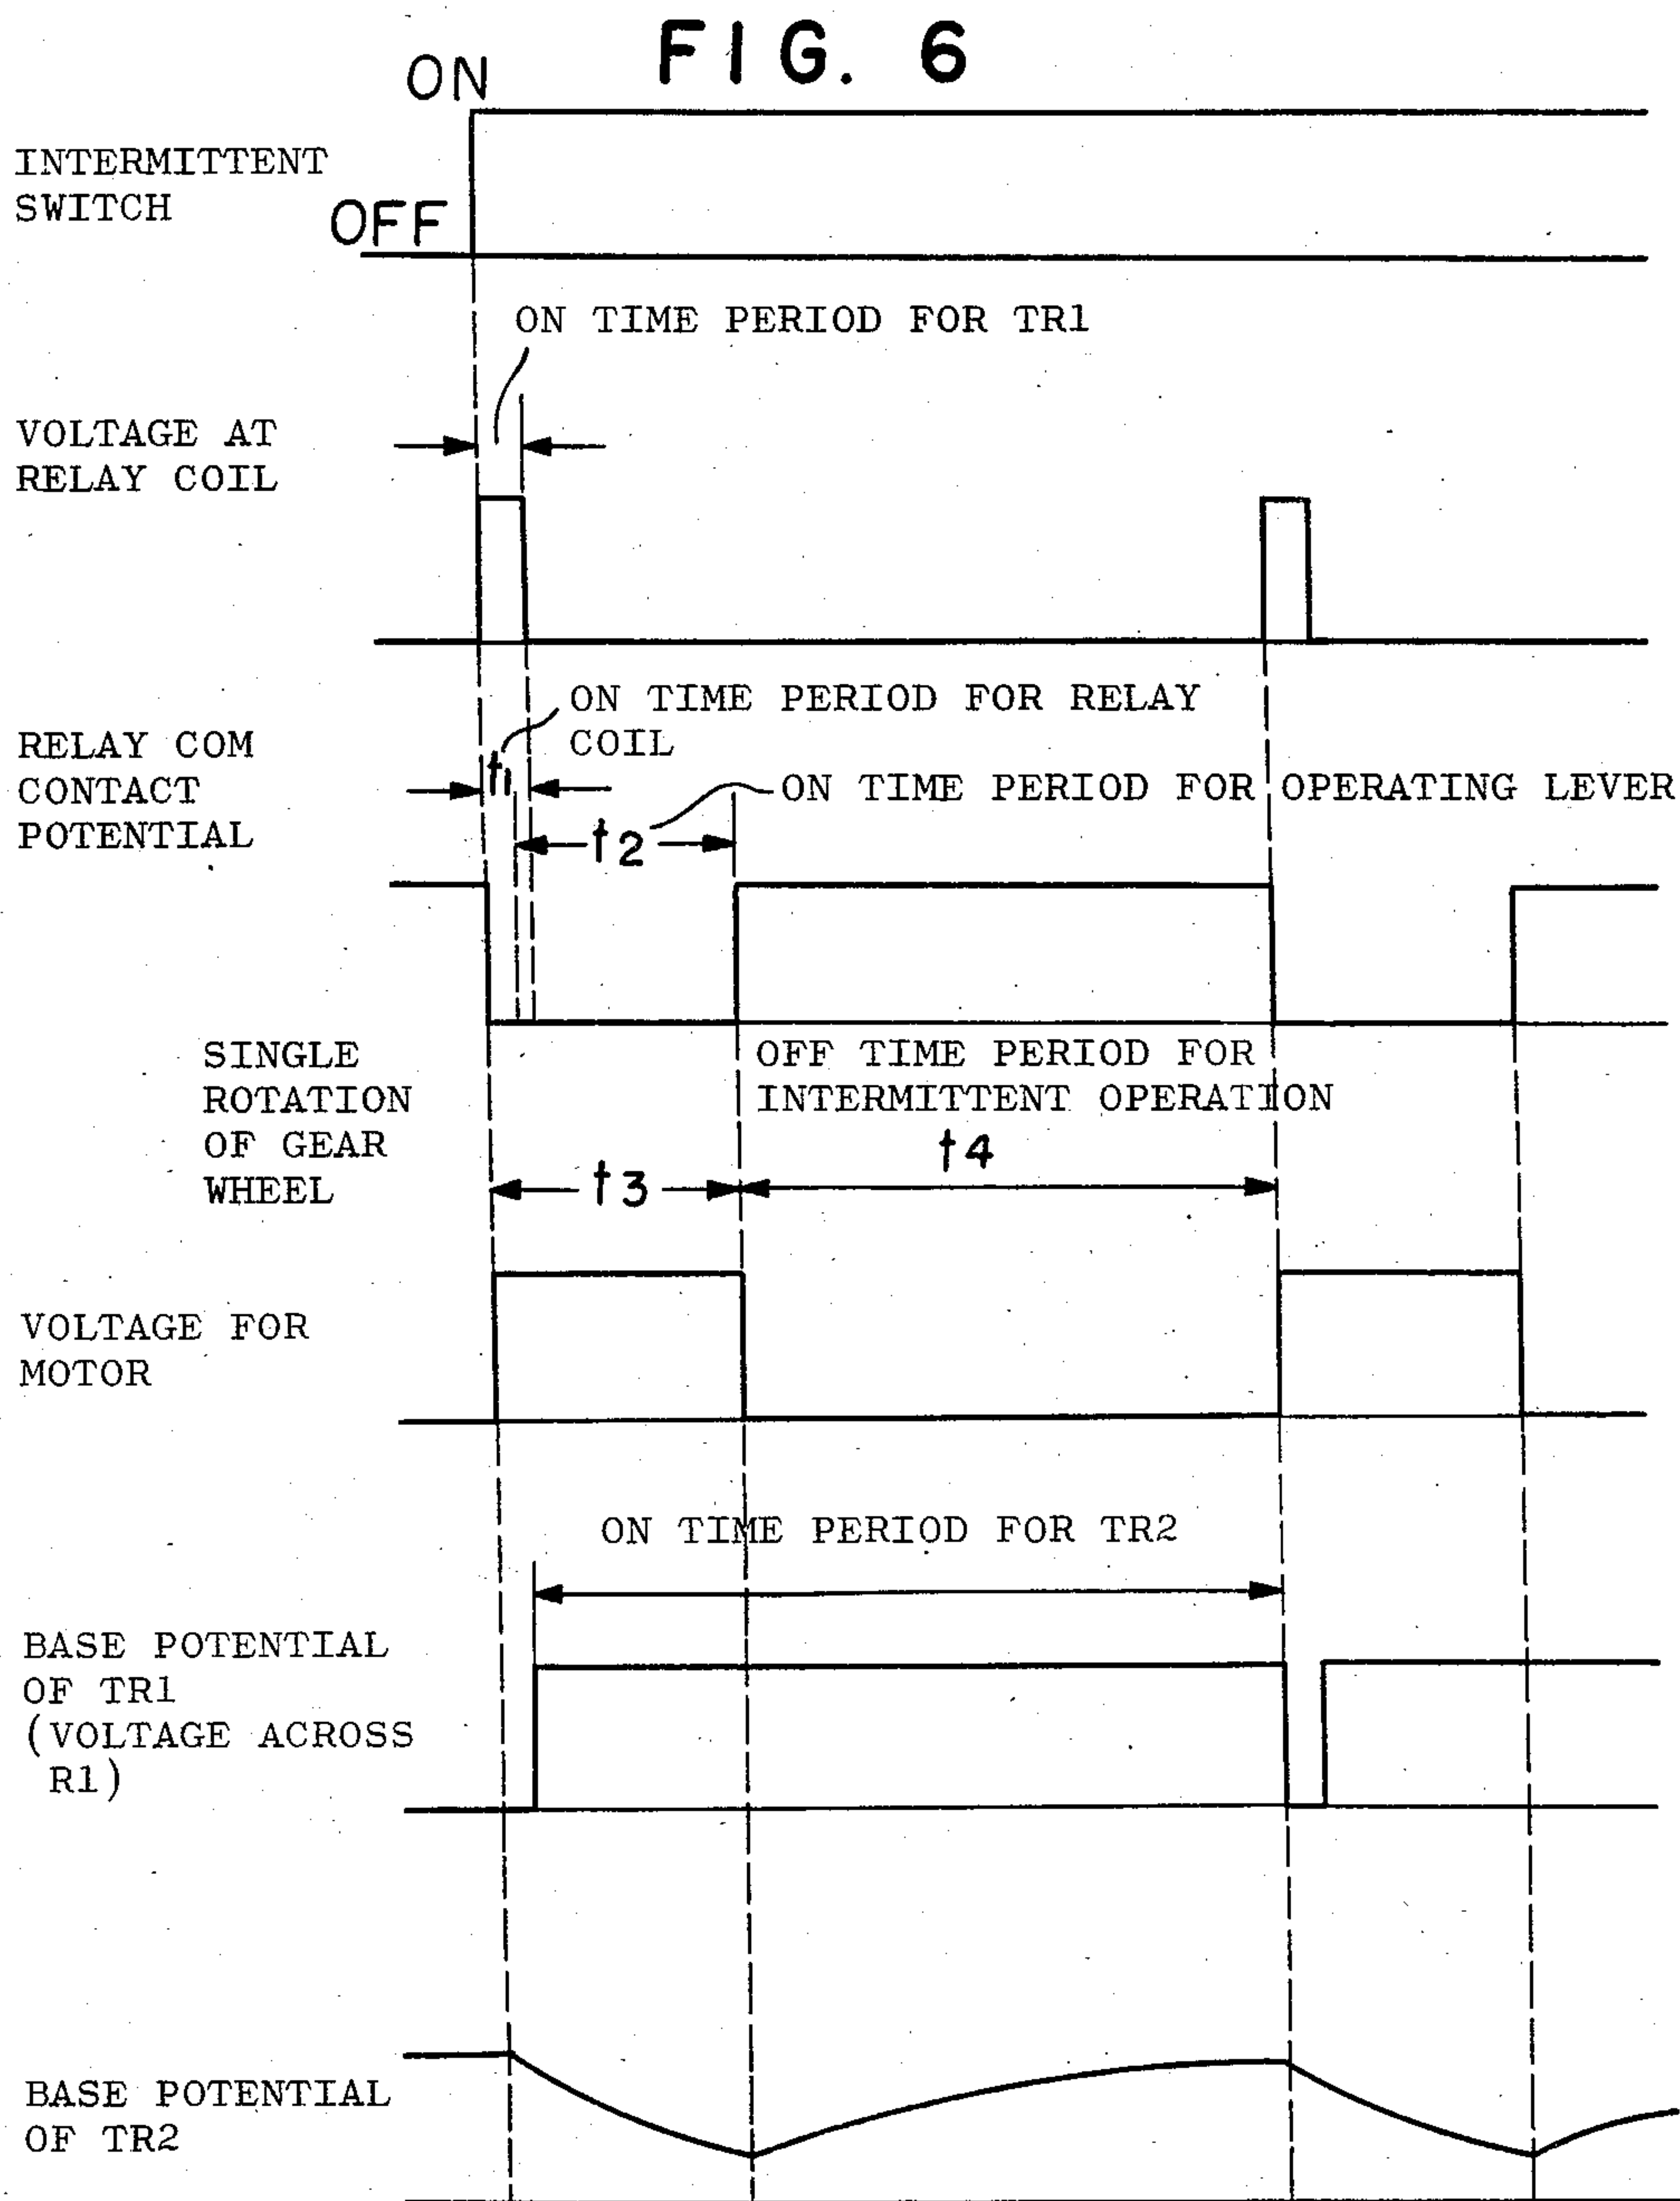 FIG. 6
ON
INTERMITTENT
SWITCH
OFF
ON TIME PERIOD FOR TR1
VOLTAGE AT
RELAY COIL
ON TIME PERIOD FOR RELAY
COIL
RELAY COM
CONTACT
POTENTIAL
t1
ON TIME PERIOD FOR OPERATING LEVER
t2
SINGLE
ROTATION
OF GEAR
WHEEL
OFF TIME PERIOD FOR
INTERMITTENT OPERATION
t4
t3
VOLTAGE FOR
MOTOR
ON TIME PERIOD FOR TR2
BASE POTENTIAL
OF TR1
(VOLTAGE ACROSS
R1)
BASE POTENTIAL
OF TR2